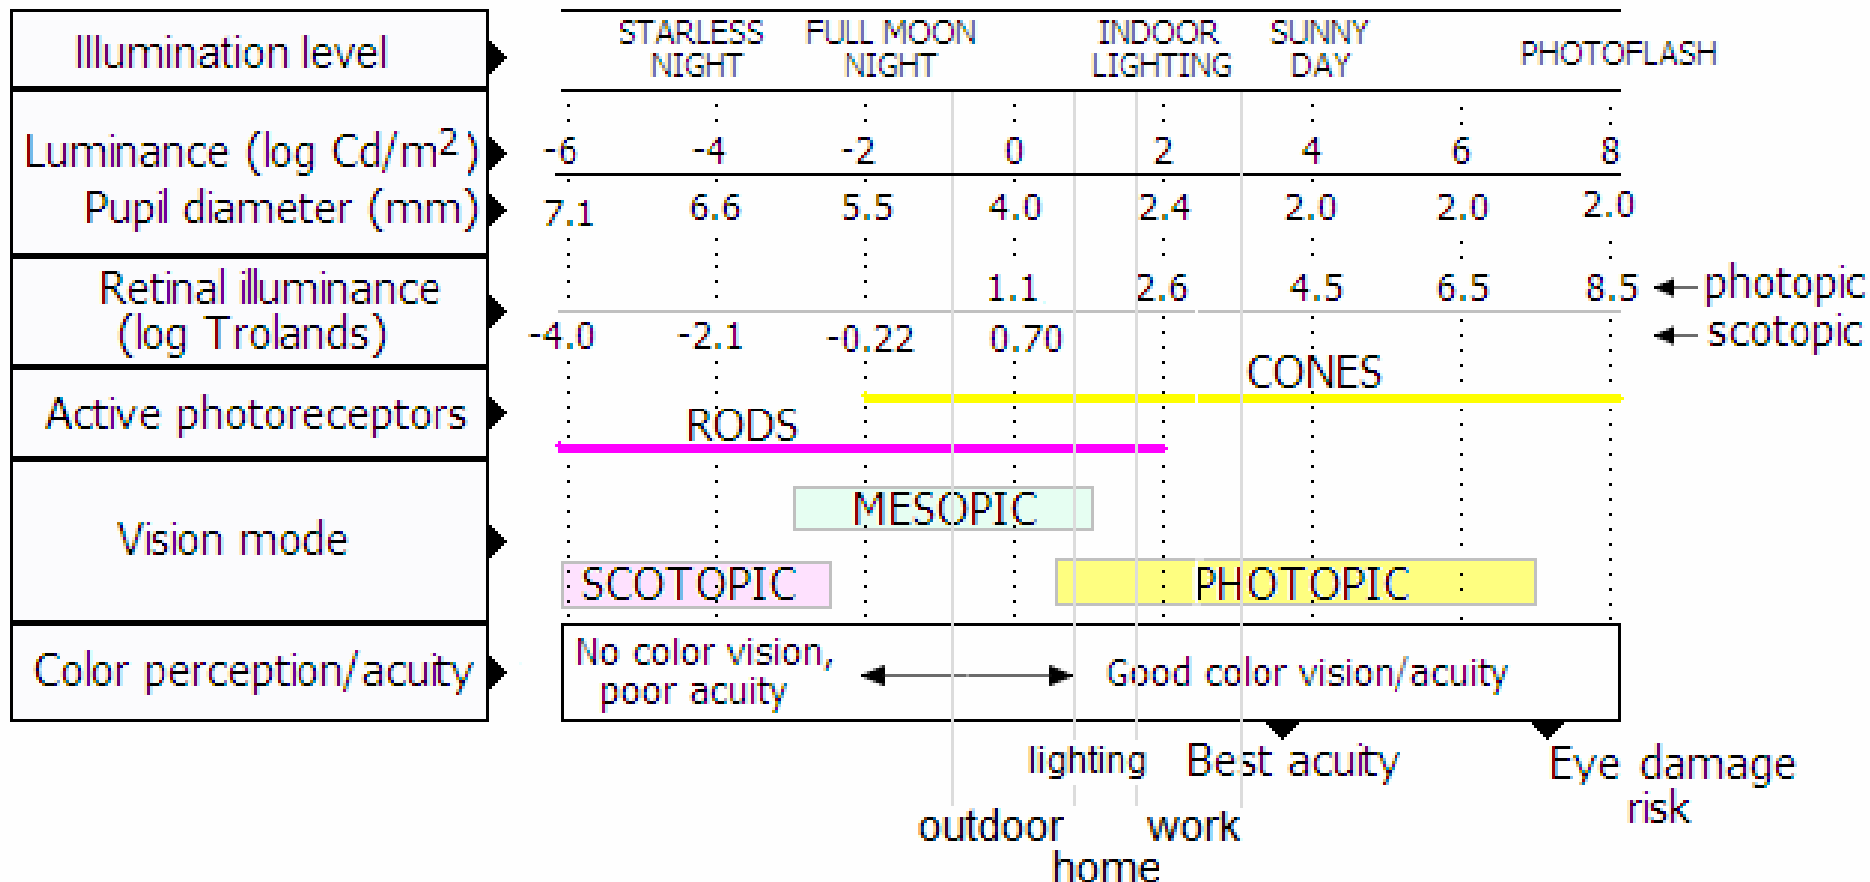 Illumination level
STARLESS NIGHT
FULL MOON NIGHT
INDOOR LIGHTING
SUNNY DAY
PHOTOFLASH
Luminance (log Cd/m²) -6 -4 -2 0 2 4 6 8
Pupil diameter (mm) 7.1 6.6 5.5 4.0 2.4 2.0 2.0 2.0
Retinal illuminance
(log Trolands)
1.1 2.6 4.5 6.5 8.5 photopic
-4.0 -2.1 -0.22 0.70 scotopic
Active photoreceptors
CONES
RODS
Vision mode
MESOPIC
SCOTOPIC PHOTOPIC
Color perception/acuity
No color vision,
poor acuity
Good color vision/acuity
lighting Best acuity Eye damage
risk
outdoor work
home